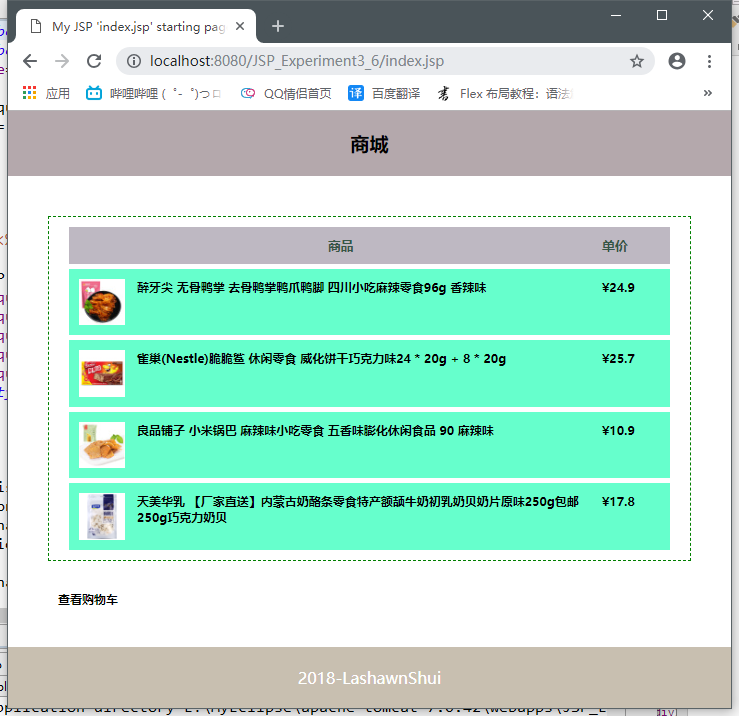 My JSP 'index.jsp' starting pag
localhost:8080/JSP_Experiment3_6/index.jsp
应用
哔哩哔哩 ( ゜- ゜)つロ
QQ情侣首页
译
百度翻译
Flex 布局教程：语法
»
商城
商品 单价
醉牙尖 无骨鸭掌 去骨鸭掌鸭爪鸭脚 四川小吃麻辣零食96g 香辣味 ¥24.9
雀巢(Nestle)脆脆鲨 休闲零食 威化饼干巧克力味24 * 20g + 8 * 20g ¥25.7
良品铺子 小米锅巴 麻辣味小吃零食 五香味膨化休闲食品 90 麻辣味 ¥10.9
天美华乳 【厂家直送】内蒙古奶酪条零食特产额颉牛奶初乳奶贝奶片原味250g包邮 ¥17.8
250g巧克力奶贝
查看购物车
2018-LashawnShui